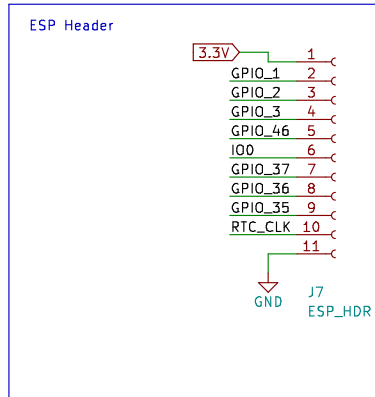 ESP Header
3.3V 1
GPIO_1 2
GPIO_2 3
GPIO_3 4
GPIO_46 5
IO0 6
GPIO_37 7
GPIO_36 8
GPIO_35 9
RTC_CLK 10
11
GND
J7
ESP_HDR